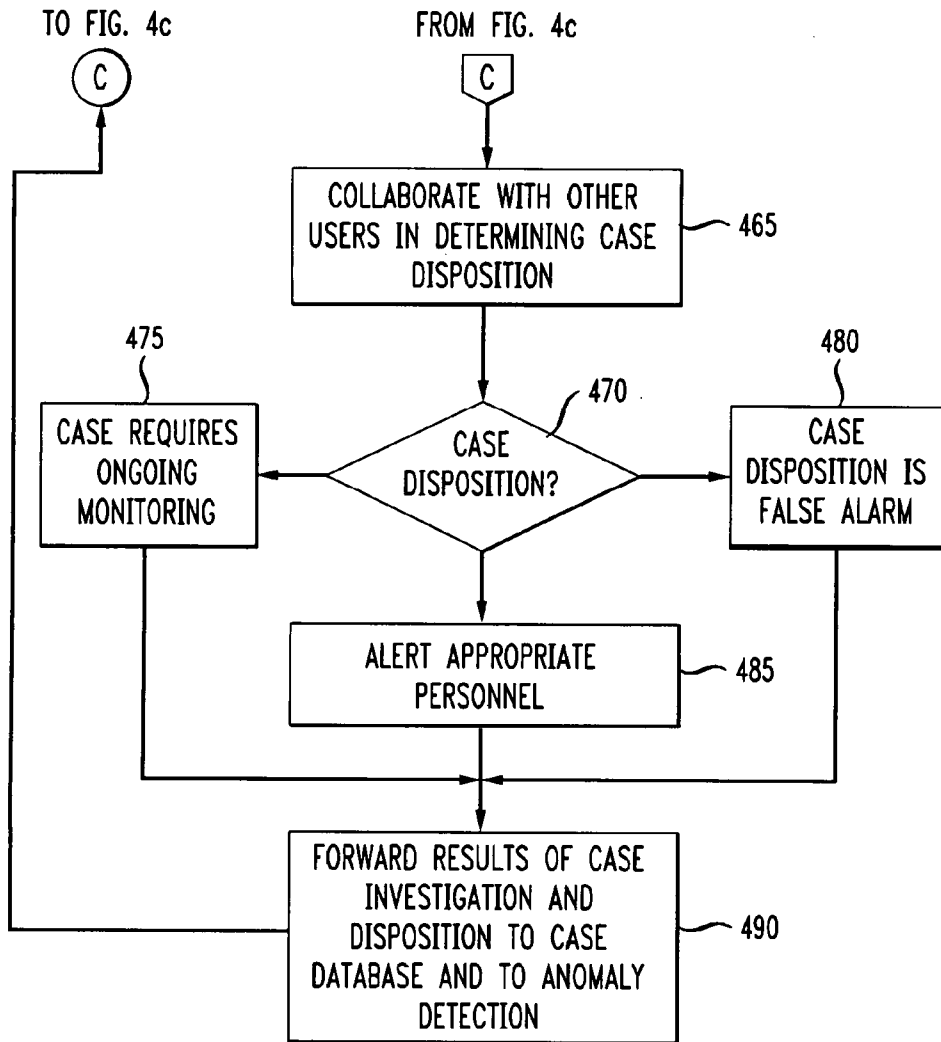 TO FIG. 4c
C
FROM FIG. 4c
C
COLLABORATE WITH OTHER
USERS IN DETERMINING CASE
DISPOSITION
465
475
CASE REQUIRES
ONGOING
MONITORING
470
CASE
DISPOSITION?
480
CASE
DISPOSITION IS
FALSE ALARM
ALERT APPROPRIATE
PERSONNEL
485
FORWARD RESULTS OF CASE
INVESTIGATION AND
DISPOSITION TO CASE
DATABASE AND TO ANOMALY
DETECTION
490